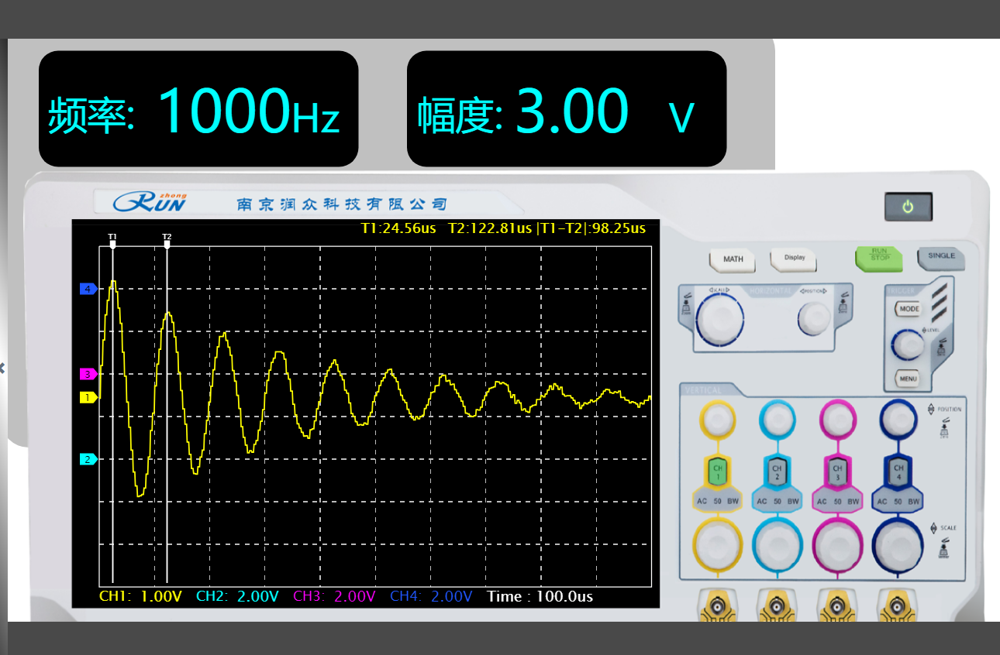 频率: 1000Hz
幅度: 3.00 V
RUN zhong
南京润众科技有限公司
T1:24.56us T2:122.81us |T1-T2|:98.25us
T1
T2
4
3
1
2
CH1: 1.00V CH2: 2.00V CH3: 2.00V CH4: 2.00V Time : 100.0us
MATH
Display
RUN
STOP
SINGLE
SCALE
HORIZONTAL
POSITION
TRIGGER
MODE
LEVEL
MENU
VERTICAL
POSITION
CH
1
CH
2
CH
3
CH
4
AC 50 BW
AC 50 BW
AC 50 BW
AC 50 BW
SCALE